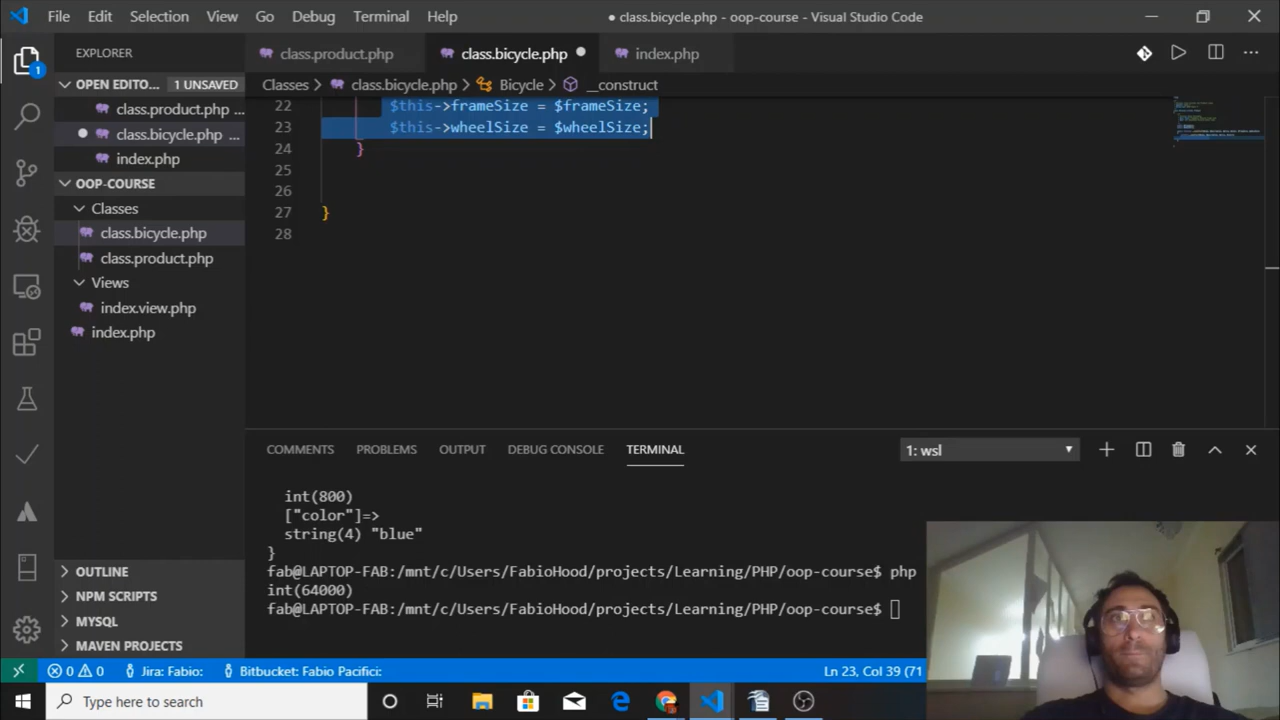 File Edit Selection View Go Debug Terminal Help
● class.bicycle.php - oop-course - Visual Studio Code
EXPLORER
class.product.php
class.bicycle.php
index.php
OPEN EDITO... 1 UNSAVED
Classes > class.bicycle.php > Bicycle > __construct
class.product.php ...
class.bicycle.php ...
index.php
OOP-COURSE
Classes
class.bicycle.php
class.product.php
Views
index.view.php
index.php
OUTLINE
NPM SCRIPTS
MYSQL
MAVEN PROJECTS
1
22 $this->frameSize = $frameSize;
23 $this->wheelSize = $wheelSize;
24 }
25
26
27 }
28
COMMENTS PROBLEMS OUTPUT DEBUG CONSOLE TERMINAL
1: wsl
int(800)
["color"]=>
string(4) "blue"
}
fab@LAPTOP-FAB:/mnt/c/Users/FabioHood/projects/Learning/PHP/oop-course$ php
int(64000)
fab@LAPTOP-FAB:/mnt/c/Users/FabioHood/projects/Learning/PHP/oop-course$
0 0 Jira: Fabio: Bitbucket: Fabio Pacifici: Ln 23, Col 39 (71
Type here to search